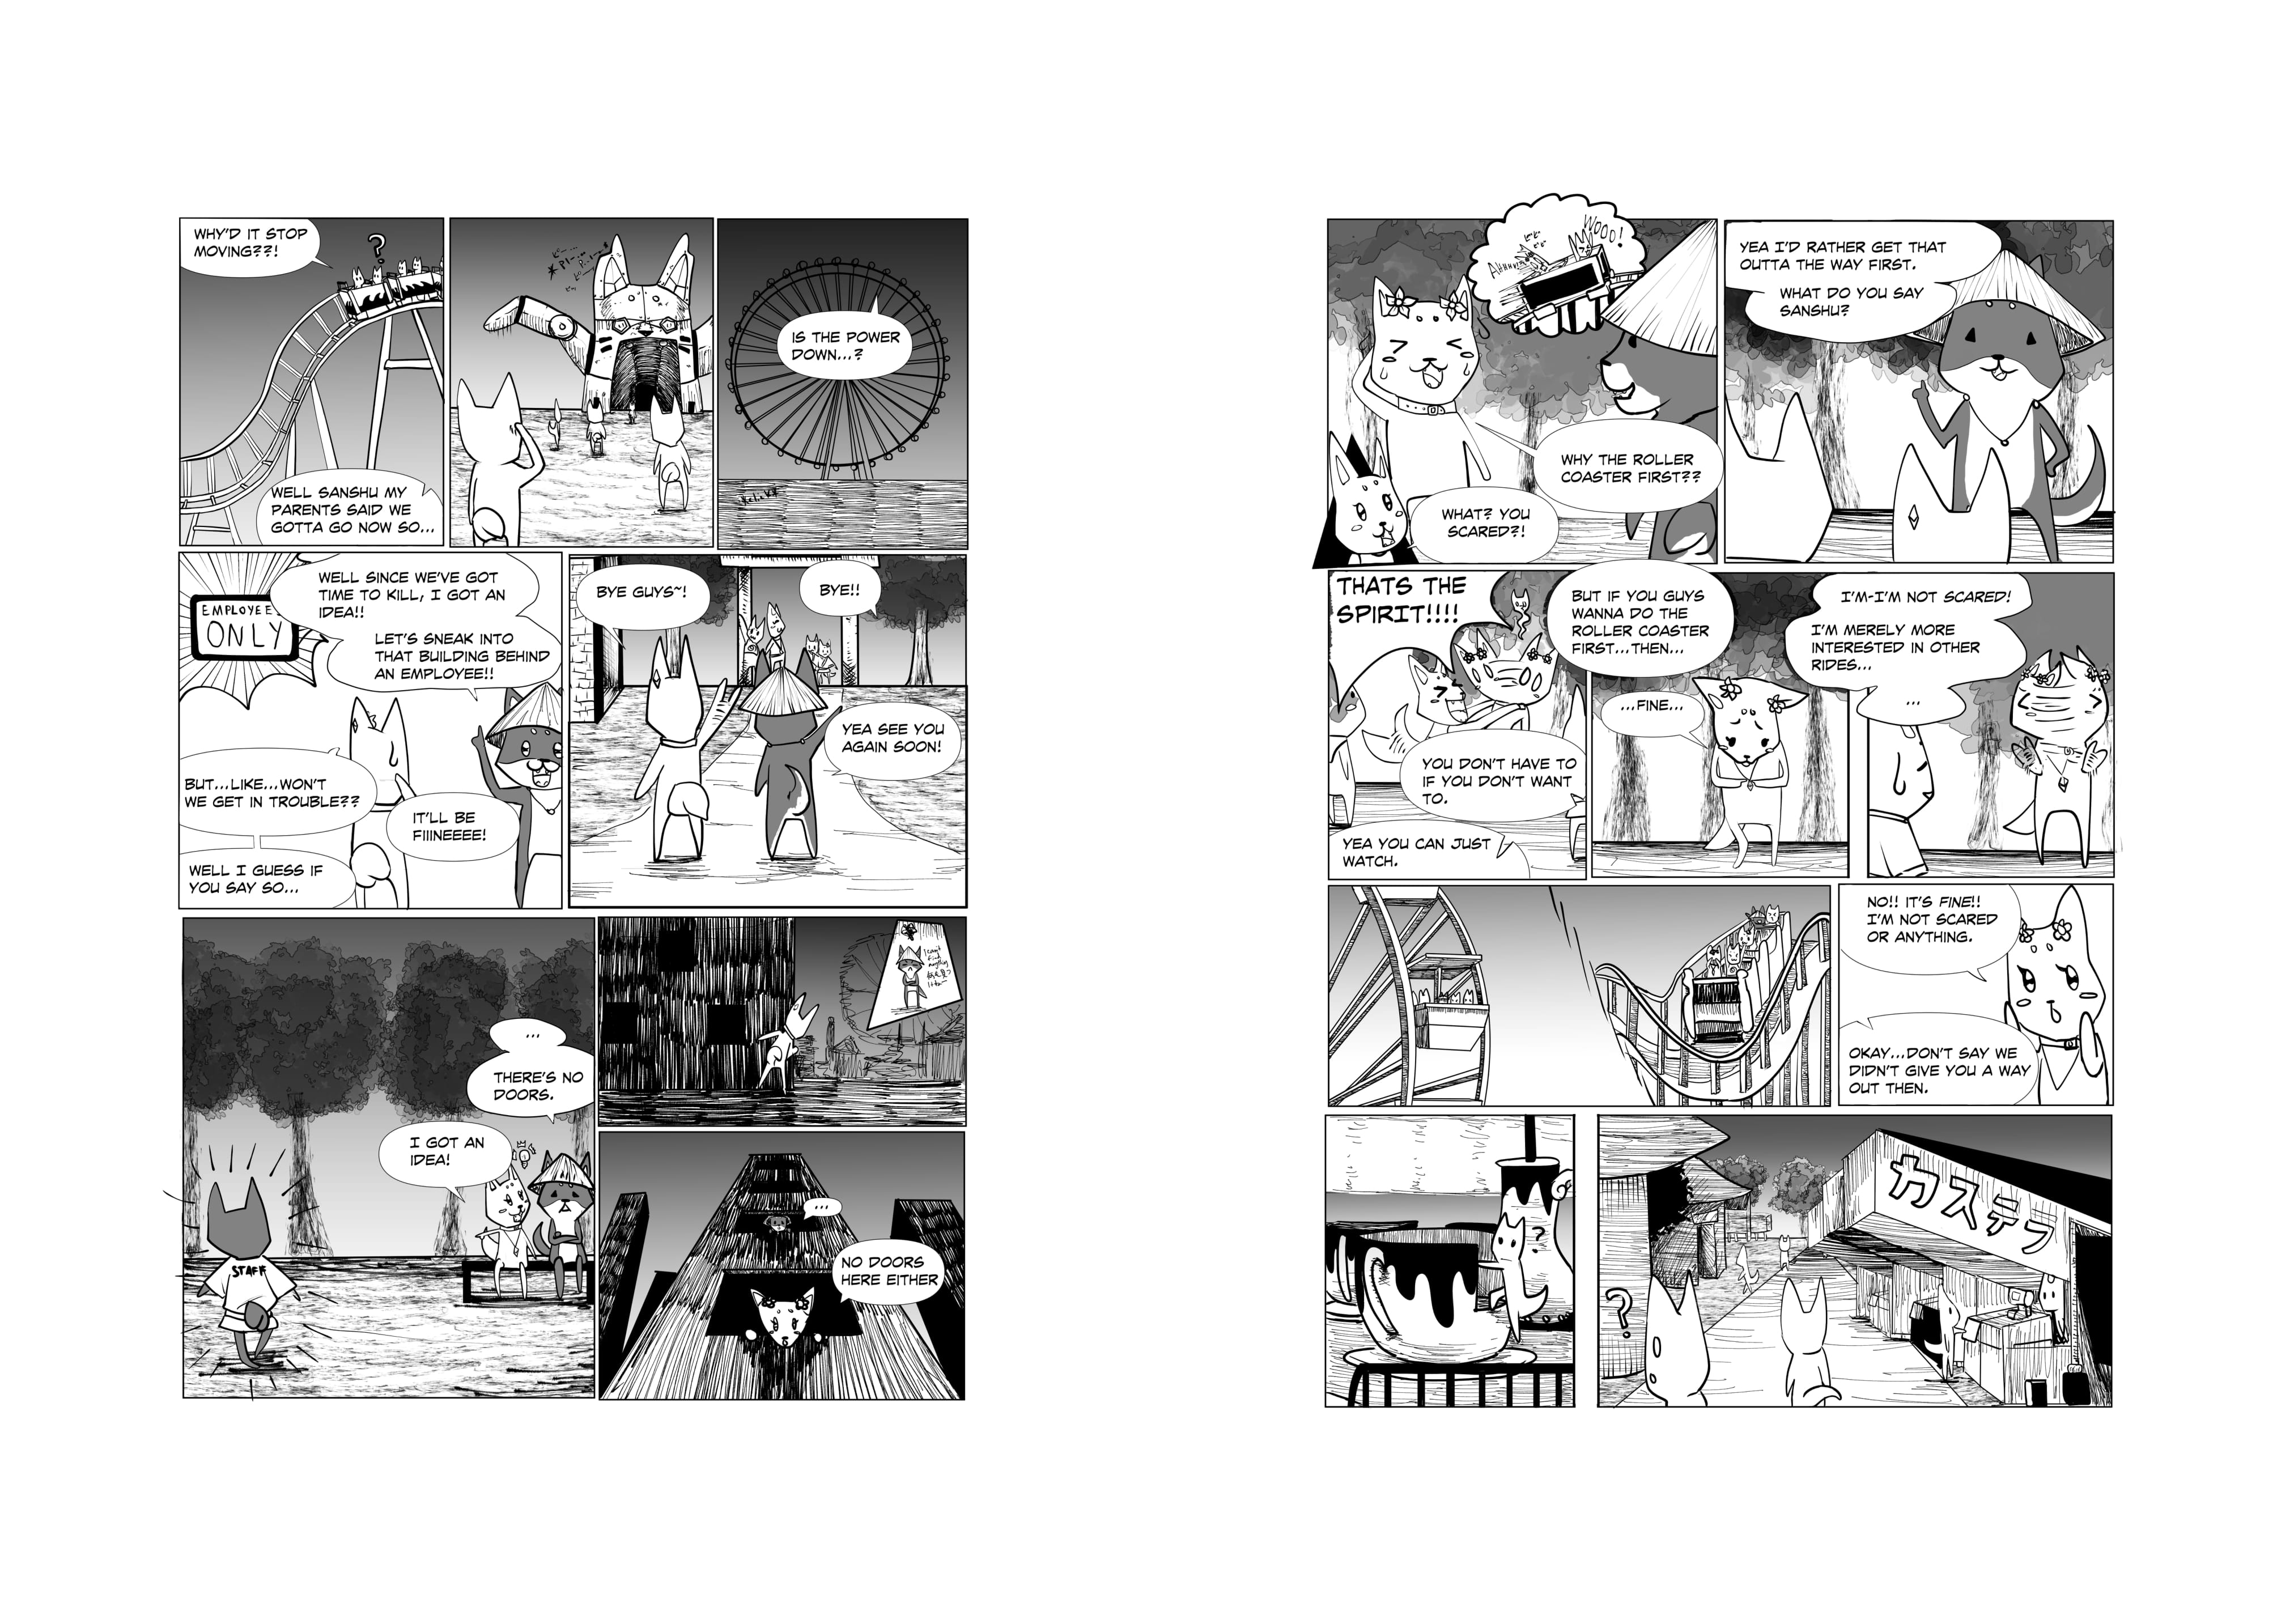 YEA I'D RATHER GET THAT
OUTTA THE WAY FIRST.
WHAT DO YOU SAY
SANSHU?
WOOO!
WHY THE ROLLER
COASTER FIRST??
WHAT? YOU
SCARED?!
I'M-I'M NOT SCARED!
I'M MERELY MORE
INTERESTED IN OTHER
RIDES...
...
BUT IF YOU GUYS
WANNA DO THE
ROLLER COASTER
FIRST...THEN...
...FINE...
THATS THE
SPIRIT!!!!
YOU DON'T HAVE TO
IF YOU DON'T WANT
TO.
YEA YOU CAN JUST
WATCH.
NO!! IT'S FINE!!
I'M NOT SCARED
OR ANYTHING.
OKAY...DON'T SAY WE
DIDN'T GIVE YOU A WAY
OUT THEN.
カステラ
?
?
IS THE POWER
DOWN...?
WHY'D IT STOP
MOVING??!
?
WELL SANSHU MY
PARENTS SAID WE
GOTTA GO NOW SO...
BYE!!
BYE GUYS~!
YEA SEE YOU
AGAIN SOON!
WELL SINCE WE'VE GOT
TIME TO KILL, I GOT AN
IDEA!!
LET'S SNEAK INTO
THAT BUILDING BEHIND
AN EMPLOYEE!!
EMPLOYEE
ONLY
BUT...LIKE...WON'T
WE GET IN TROUBLE??
IT'LL BE
FIIINEEEE!
WELL I GUESS IF
YOU SAY SO...
...
NO DOORS
HERE EITHER
...
THERE'S NO
DOORS.
I GOT AN
IDEA!
STAFF